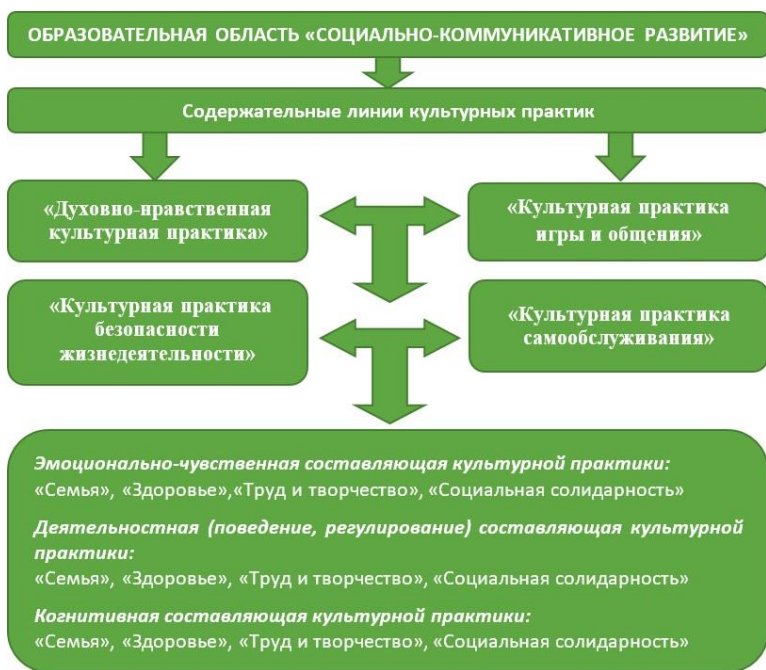 ОБРАЗОВАТЕЛЬНАЯ ОБЛАСТЬ «СОЦИАЛЬНО-КОММУНИКАТИВНОЕ РАЗВИТИЕ»
Содержательные линии культурных практик
«Духовно-нравственная
культурная практика»
«Культурная практика
игры и общения»
«Культурная практика
безопасности
жизнедеятельности»
«Культурная практика
самообслуживания»
Эмоционально-чувственная составляющая культурной практики:
«Семья», «Здоровье»,«Труд и творчество», «Социальная солидарность»
Деятельностная (поведение, регулирование) составляющая культурной
практики:
«Семья», «Здоровье», «Труд и творчество», «Социальная солидарность»
Когнитивная составляющая культурной практики:
«Семья», «Здоровье», «Труд и творчество», «Социальная солидарность»